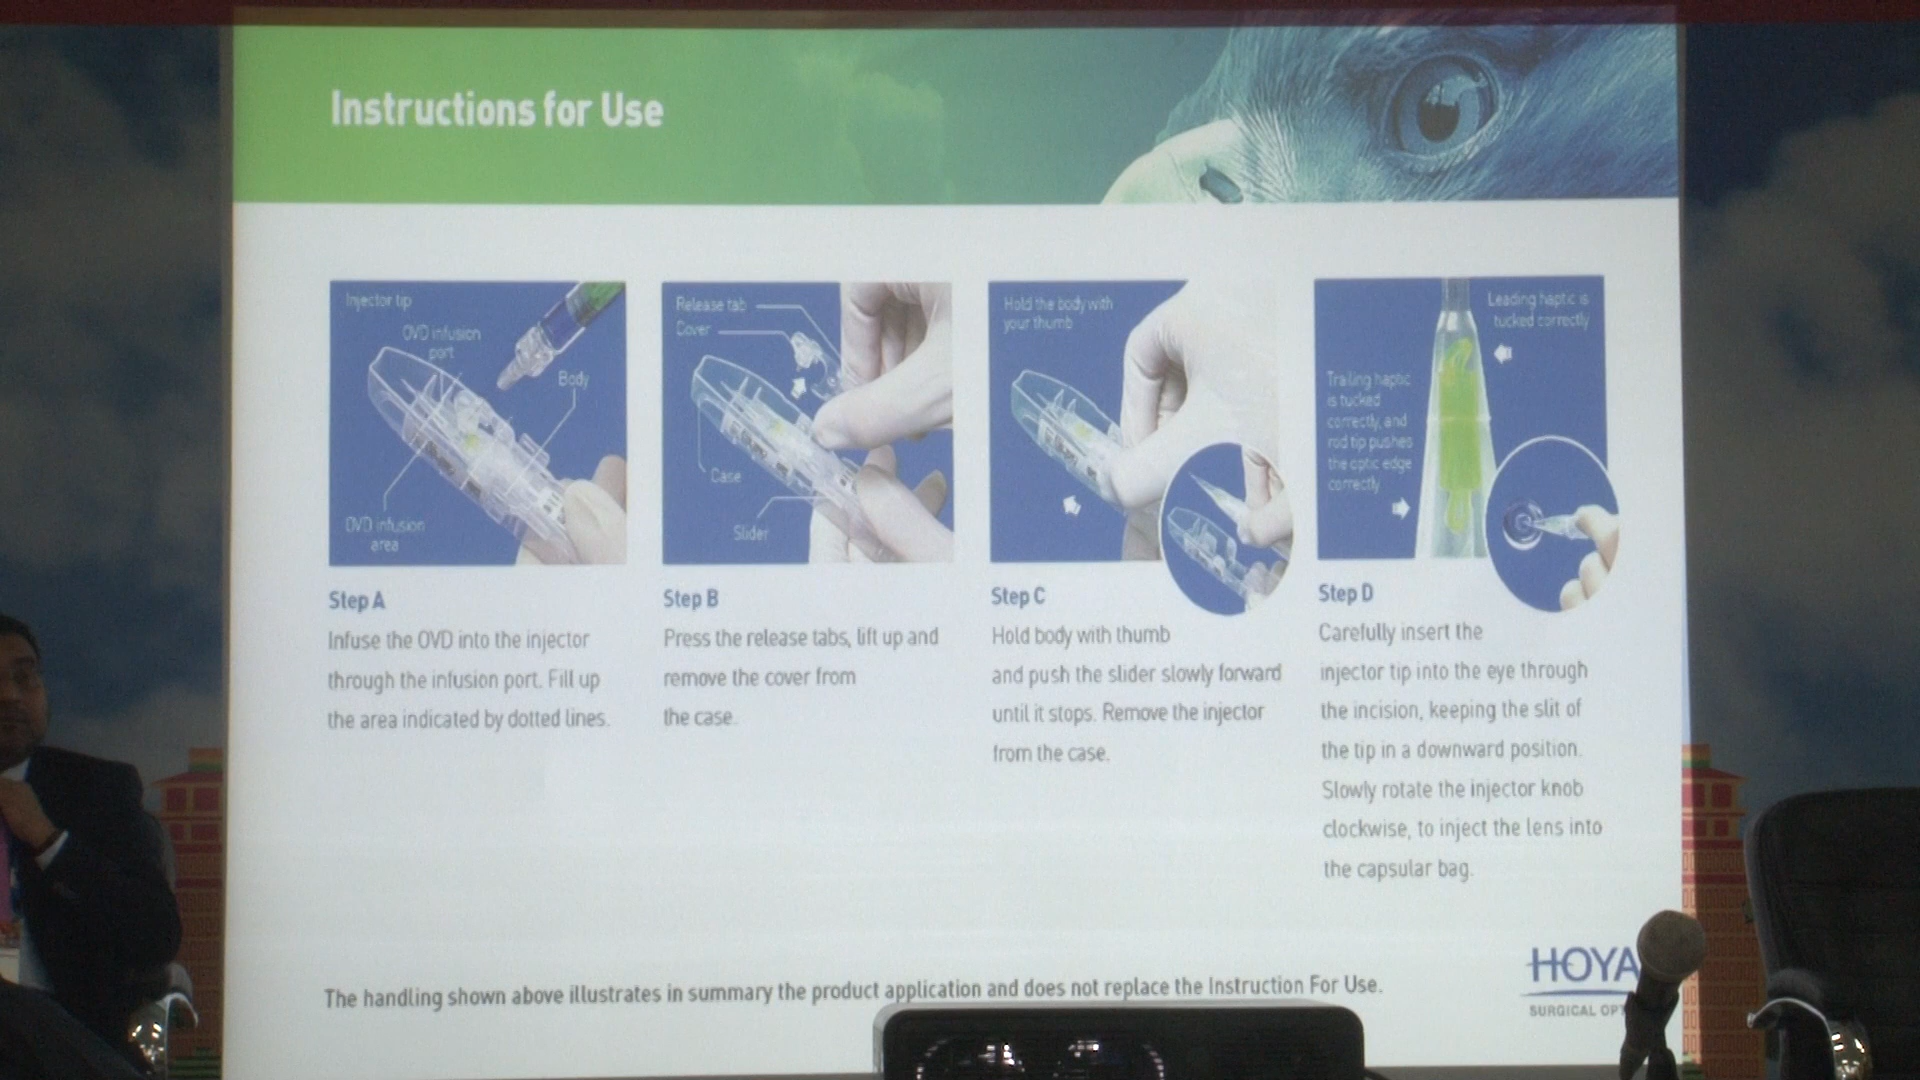 Instructions for Use
Injector tip
OVD infusion
port
Body
OVD infusion
area
Release tab
Cover
Case
Slider
Hold the body with
your thumb
Leading haptic is
tucked correctly
Trailing haptic
is tucked
correctly, and
rod tip pushes
the optic edge
correctly
Step A
Infuse the OVD into the injector
through the infusion port. Fill up
the area indicated by dotted lines.
Step B
Press the release tabs, lift up and
remove the cover from
the case.
Step C
Hold body with thumb
and push the slider slowly forward
until it stops. Remove the injector
from the case.
Step D
Carefully insert the
injector tip into the eye through
the incision, keeping the slit of
the tip in a downward position.
Slowly rotate the injector knob
clockwise, to inject the lens into
the capsular bag.
The handling shown above illustrates in summary the product application and does not replace the Instruction For Use.
HOYA
SURGICAL